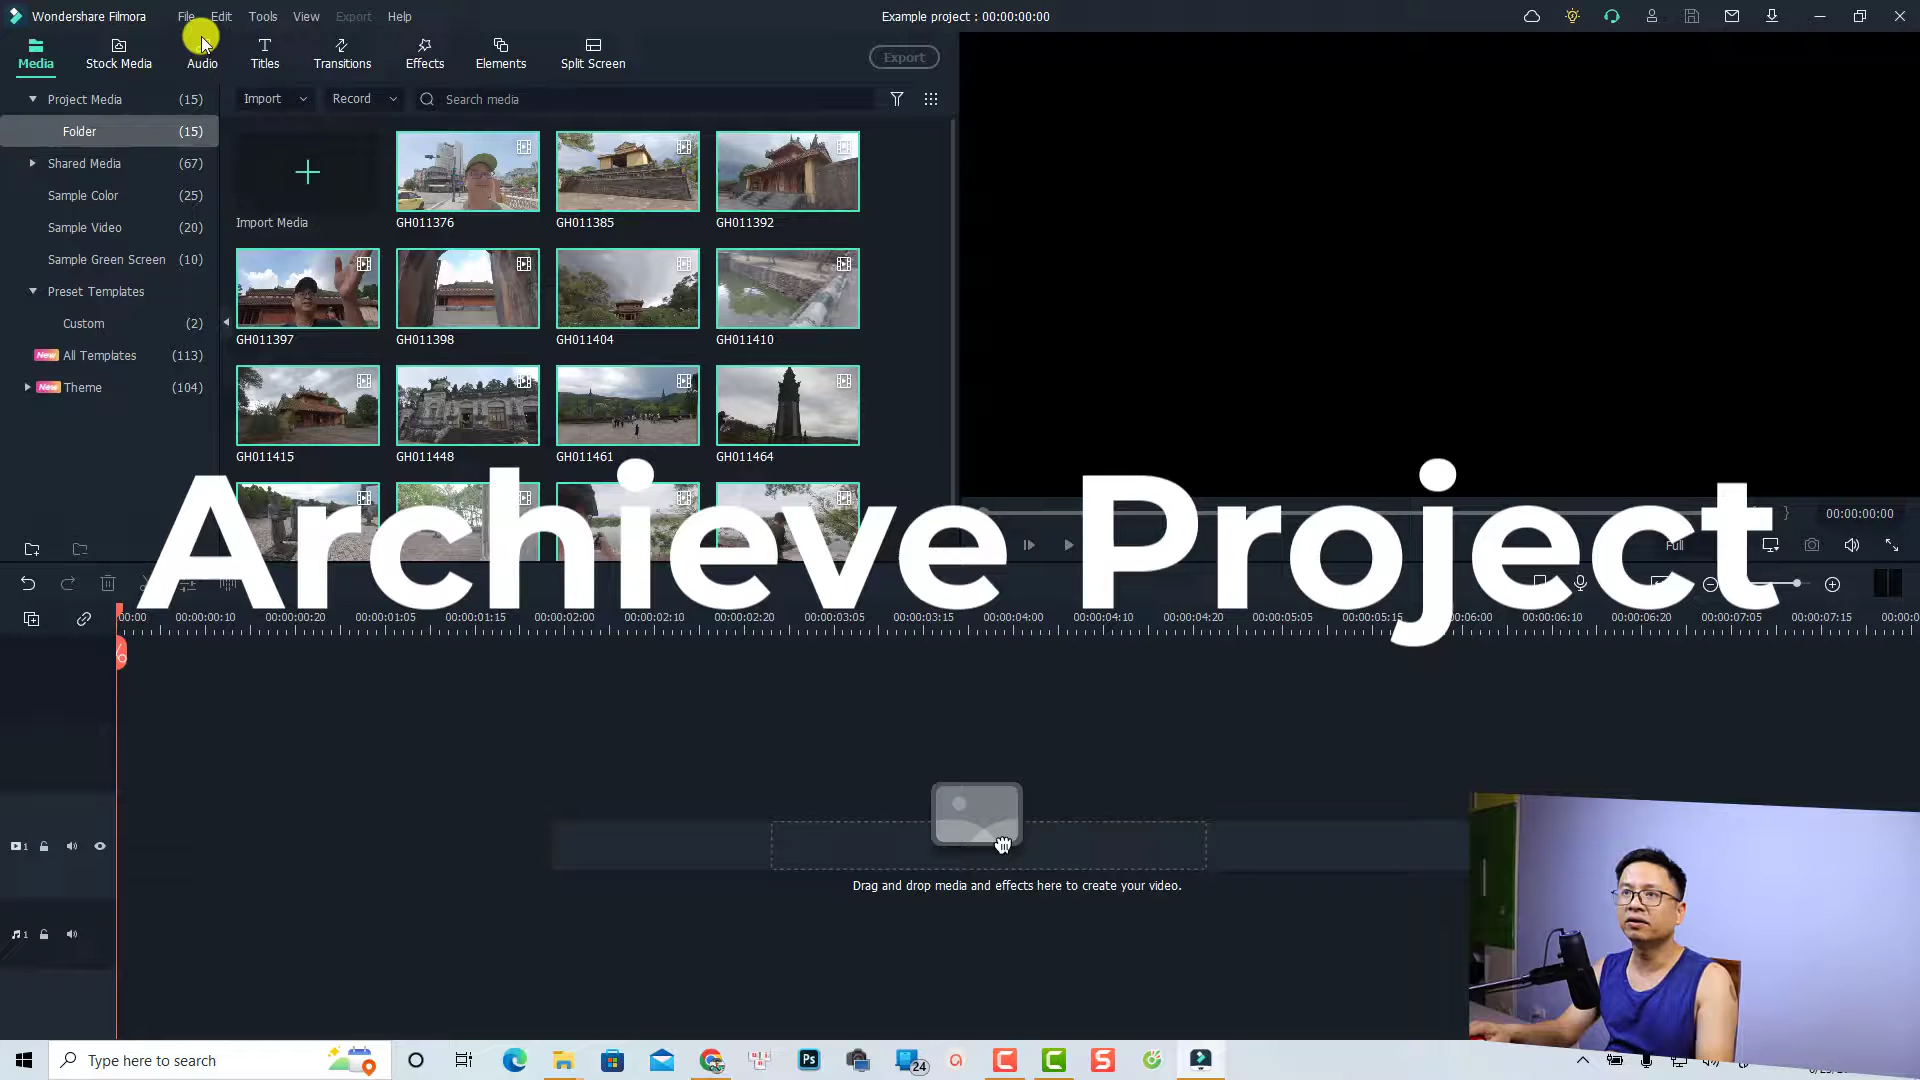 Wondershare Filmora File Edit Tools View Export Help Example project : 00:00:00:00
Media Stock Media Audio Titles Transitions Effects Elements Split Screen Export
Project Media (15) Import Record Search media
Folder (15)
Shared Media (67)
Sample Color (25)
Sample Video (20)
Sample Green Screen (10)
Preset Templates
Custom (2)
New All Templates (113)
New Theme (104)
Import Media GH011376 GH011385 GH011392
GH011397 GH011398 GH011404 GH011410
GH011415 GH011448 GH011461 GH011464
Archieve Project
00:00:00:00
Full
00:00 00:00:00:10 00:00:00:20 00:00:01:05 00:00:01:15 00:00:02:00 00:00:02:10 00:00:02:20 00:00:03:05 00:00:03:15 00:00:04:00 00:00:04:10 00:00:04:20 00:00:05:05 00:00:05:15 00:00:06:10 00:00:06:20 00:00:07:05 00:00:07:15
1
Drag and drop media and effects here to create your video.
1
Type here to search Ps 24